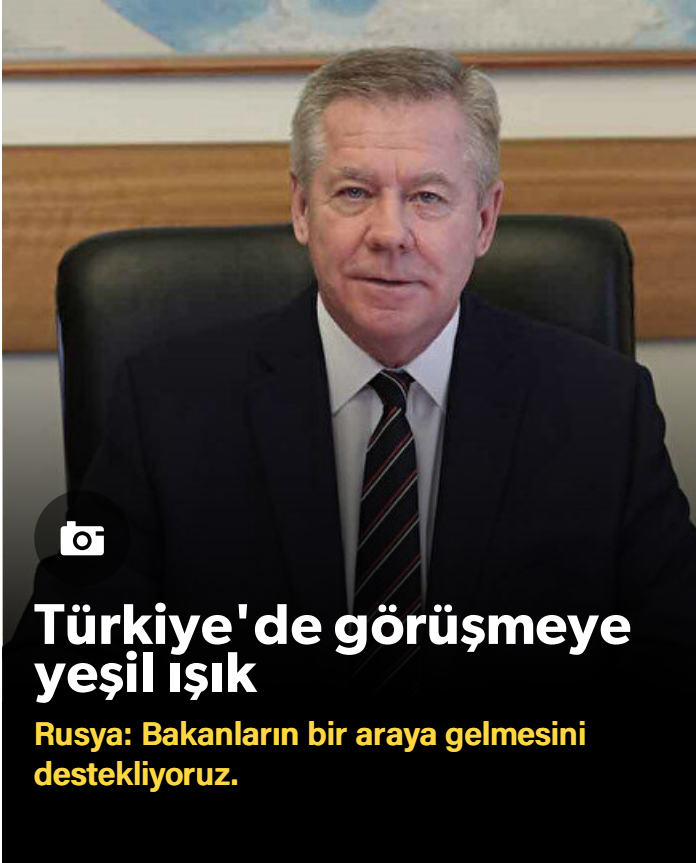 Türkiye'de görüşmeye
yeşil ışık
Rusya: Bakanların bir araya gelmesini
destekliyoruz.